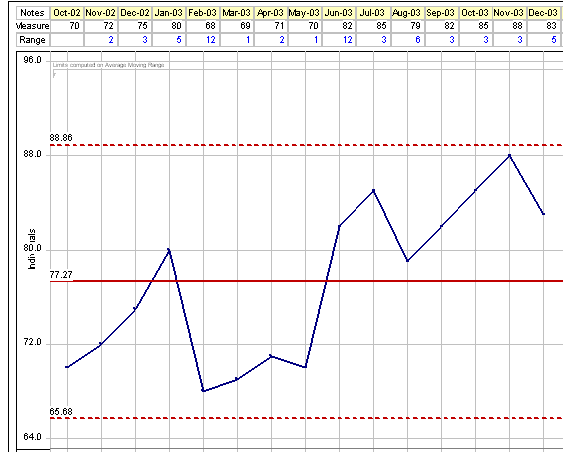 Notes Oct-02 Nov-02 Dec-02 Jan-03 Feb-03 Mar-03 Apr-03 May-03 Jun-03 Jul-03 Aug-03 Sep-03 Oct-03 Nov-03 Dec-03
Measure 70 72 75 80 68 69 71 70 82 85 79 82 85 88 83
Range 2 3 5 12 1 2 1 12 3 6 3 3 3 5
96.0
Limits computed on Average Moving Range
88.86
88.0
Individuals
80.0
77.27
72.0
65.68
64.0